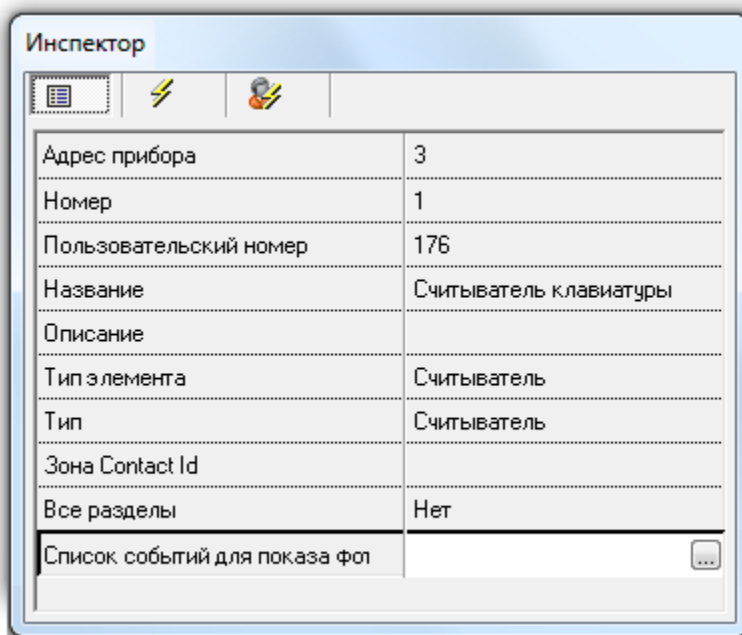 Инспектор
Адрес прибора 3
Номер 1
Пользовательский номер 176
Название Считыватель клавиатуры
Описание
Тип элемента Считыватель
Тип Считыватель
Зона Contact Id
Все разделы Нет
Список событий для показа фот ...